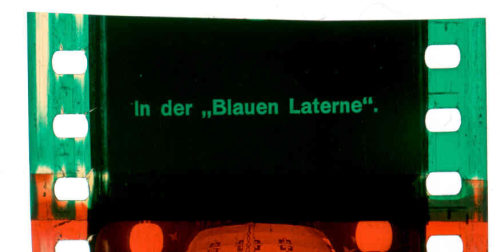 In der „Blauen Laterne“.